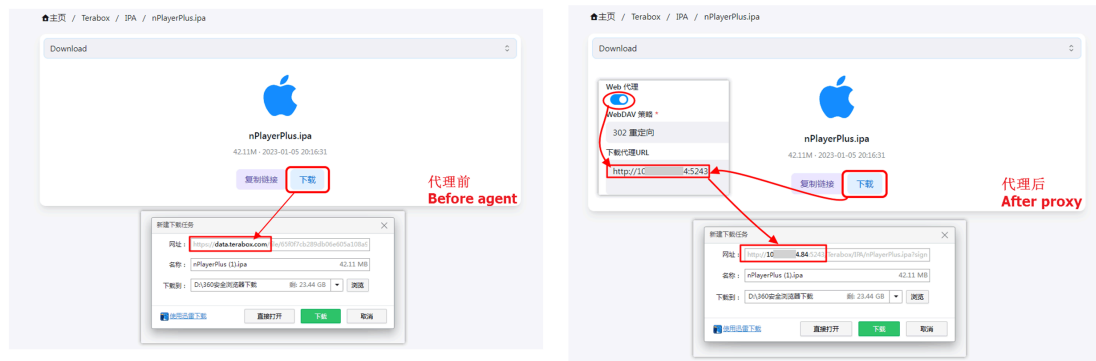 主页 / Terabox / IPA / nPlayerPlus.ipa
Download
nPlayerPlus.ipa
42.11M · 2023-01-05 20:16:31
复制链接
下载
代理前
Before agent
新建下载任务
网址:
https://data.terabox.com/
名称:
nPlayerPlus (1).ipa
42.11 MB
下载到:
D:\360安全浏览器下载
剩: 23.44 GB
浏览
使用迅雷下载
直接打开
下载
取消
主页 / Terabox / IPA / nPlayerPlus.ipa
Download
Web 代理
WebDAV 策略 *
302 重定向
下载代理URL
http://10
4:5243
nPlayerPlus.ipa
42.11M · 2023-01-05 20:16:31
复制链接
下载
代理后
After proxy
新建下载任务
网址:
http://10
4.84:5243/Terabox/IPA/nPlayerPlus.ipa?sign
名称:
nPlayerPlus (1).ipa
42.11 MB
下载到:
D:\360安全浏览器下载
剩: 23.44 GB
浏览
使用迅雷下载
直接打开
下载
取消